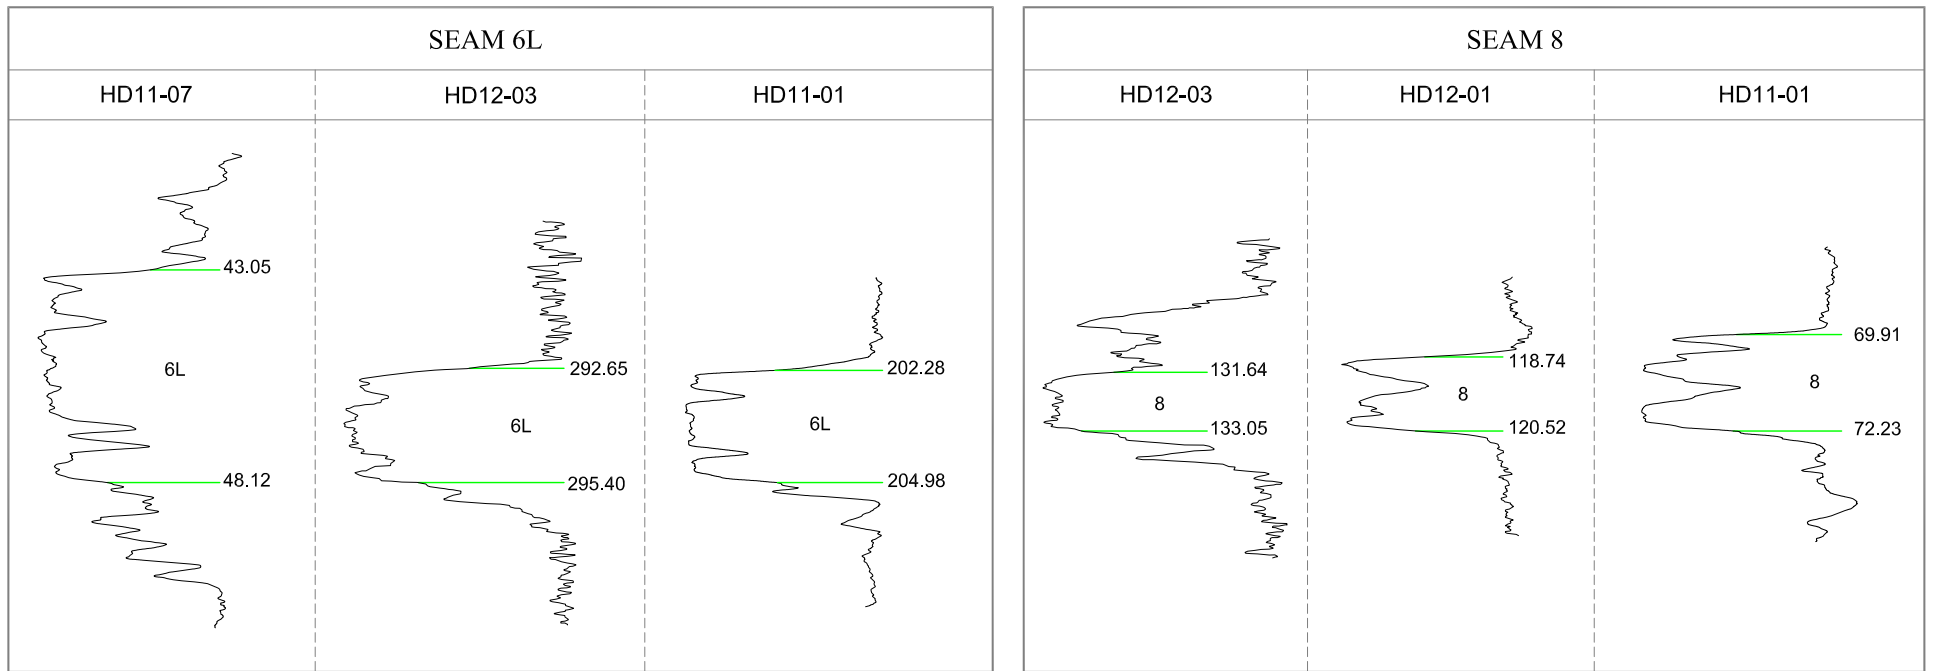 SEAM 6L
HD11-07 HD12-03 HD11-01
43.05
6L
48.12
292.65
6L
295.40
202.28
6L
204.98
SEAM 8
HD12-03 HD12-01 HD11-01
131.64
8
133.05
118.74
8
120.52
69.91
8
72.23